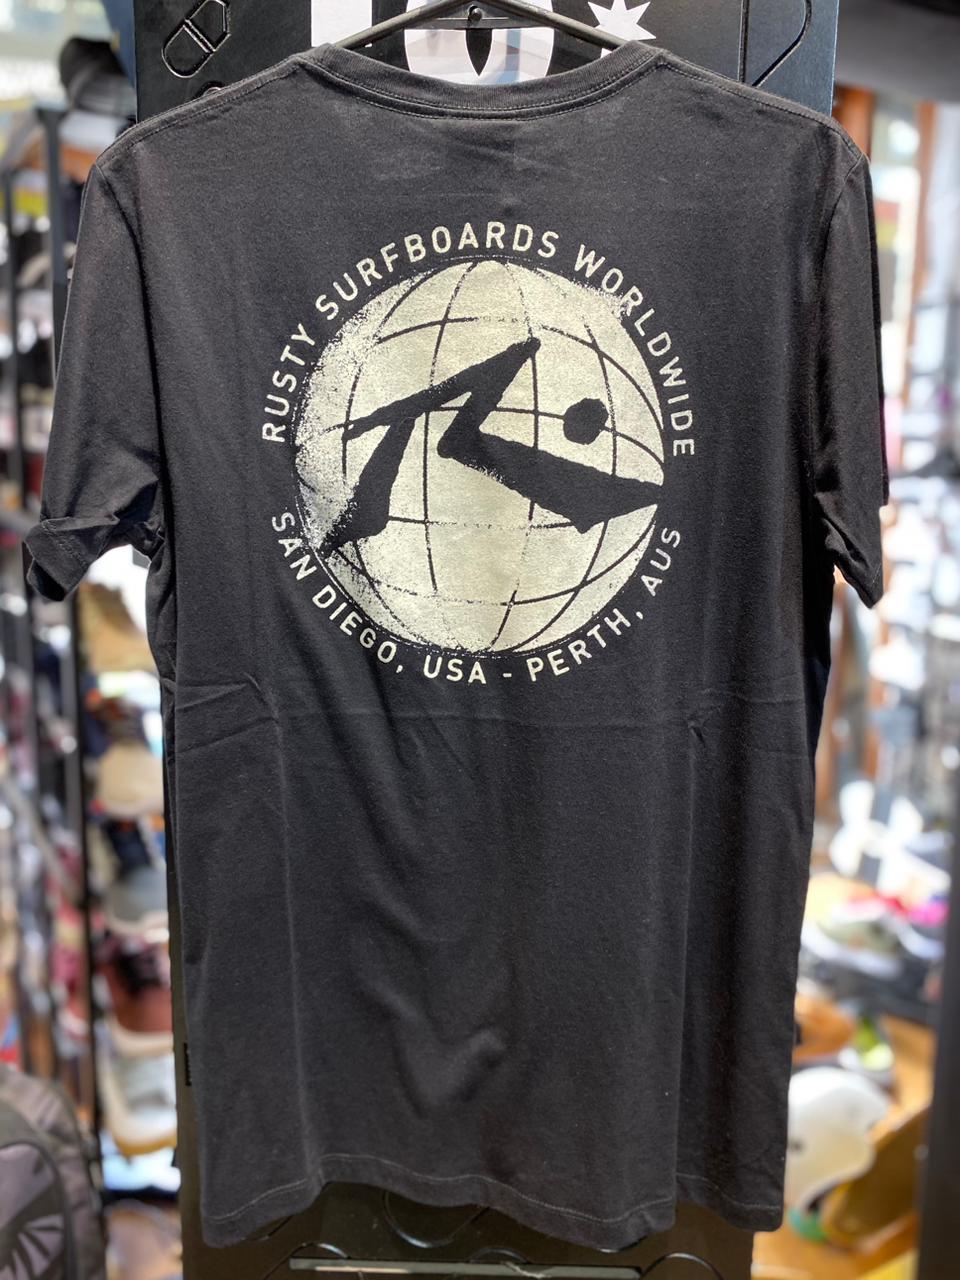 RUSTY SURFBOARDS WORLDWIDE
SAN DIEGO, USA - PERTH, AUS